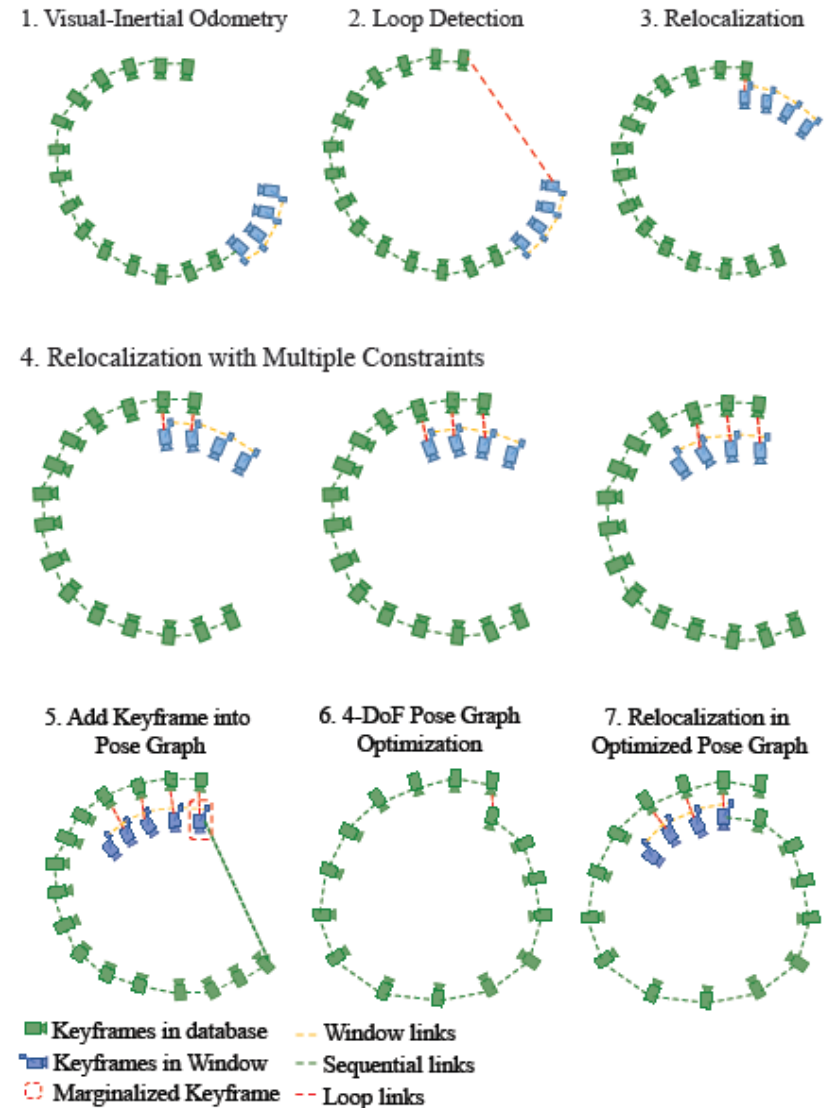 1. Visual-Inertial Odometry
2. Loop Detection
3. Relocalization
4. Relocalization with Multiple Constraints
5. Add Keyframe into
Pose Graph
6. 4-DoF Pose Graph
Optimization
7. Relocalization in
Optimized Pose Graph
Keyframes in database
Keyframes in Window
Marginalized Keyframe
Window links
Sequential links
Loop links